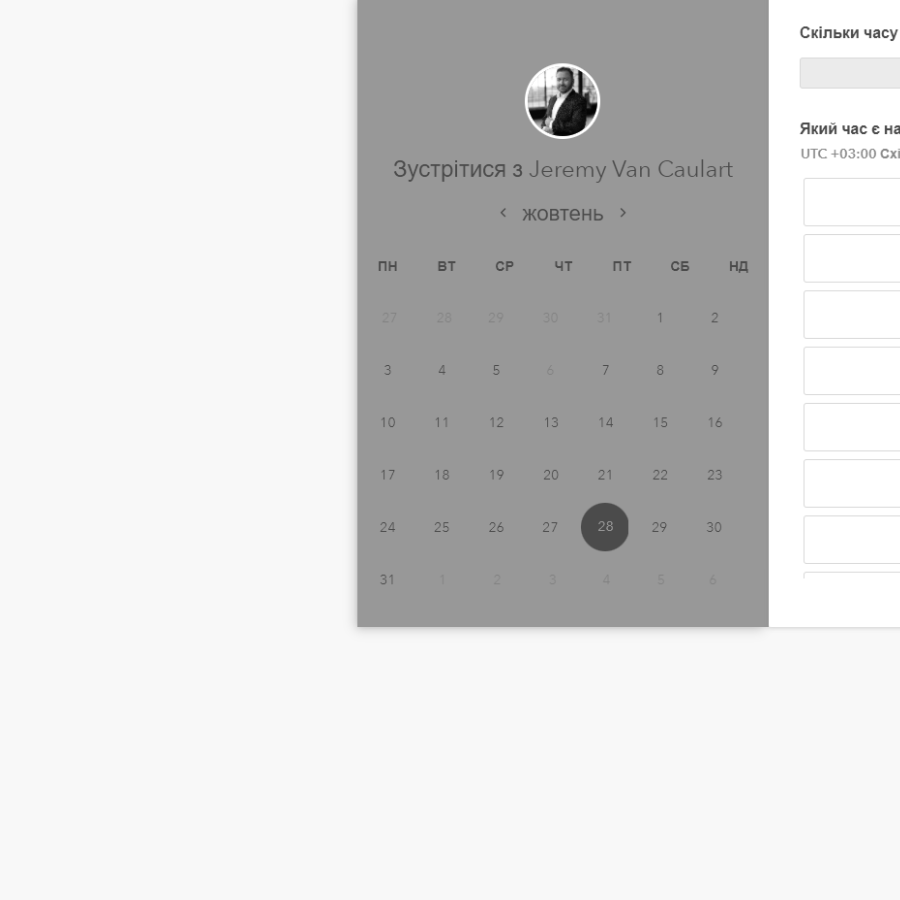 Зустрітися з Jeremy Van Caulart
жовтень
ПН ВТ СР ЧТ ПТ СБ НД
27 28 29 30 31 1 2
3 4 5 6 7 8 9
10 11 12 13 14 15 16
17 18 19 20 21 22 23
24 25 26 27 28 29 30
31 1 2 3 4 5 6
Скільки часу
Який час є на
UTC +03:00 Схі